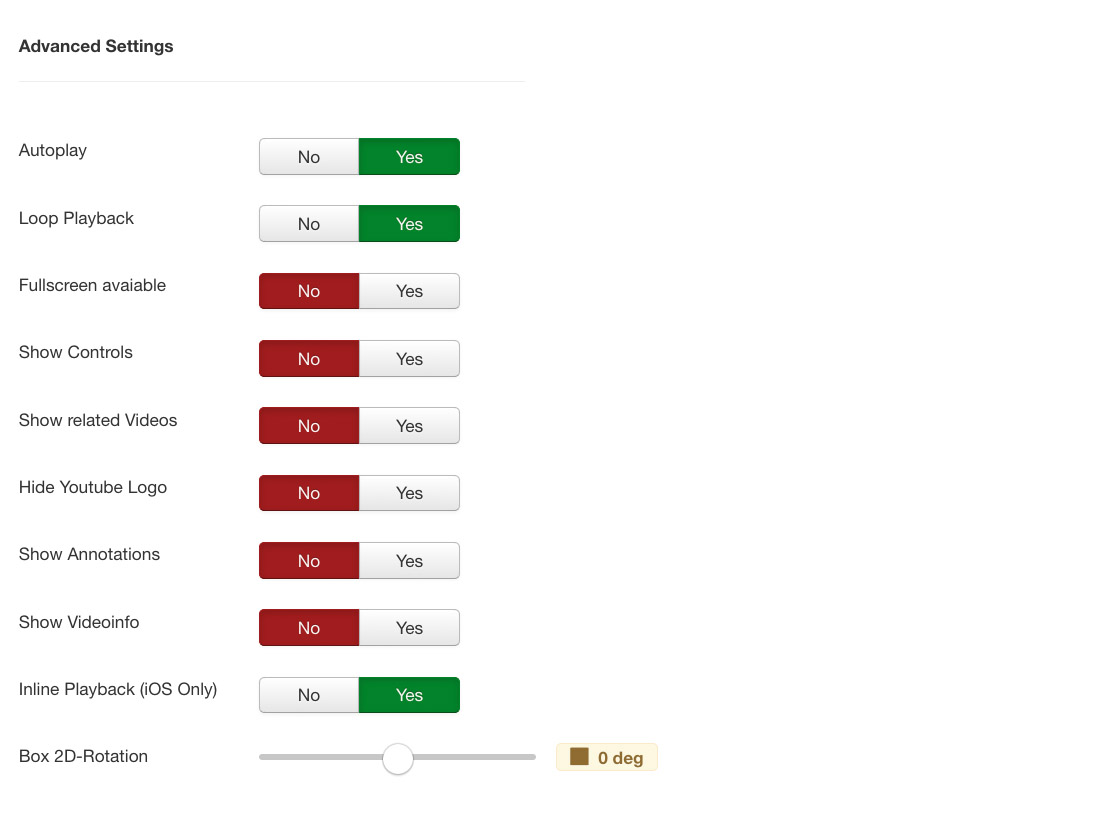 Advanced Settings
Autoplay No Yes
Loop Playback No Yes
Fullscreen avaiable No Yes
Show Controls No Yes
Show related Videos No Yes
Hide Youtube Logo No Yes
Show Annotations No Yes
Show Videoinfo No Yes
Inline Playback (iOS Only) No Yes
Box 2D-Rotation 0 deg